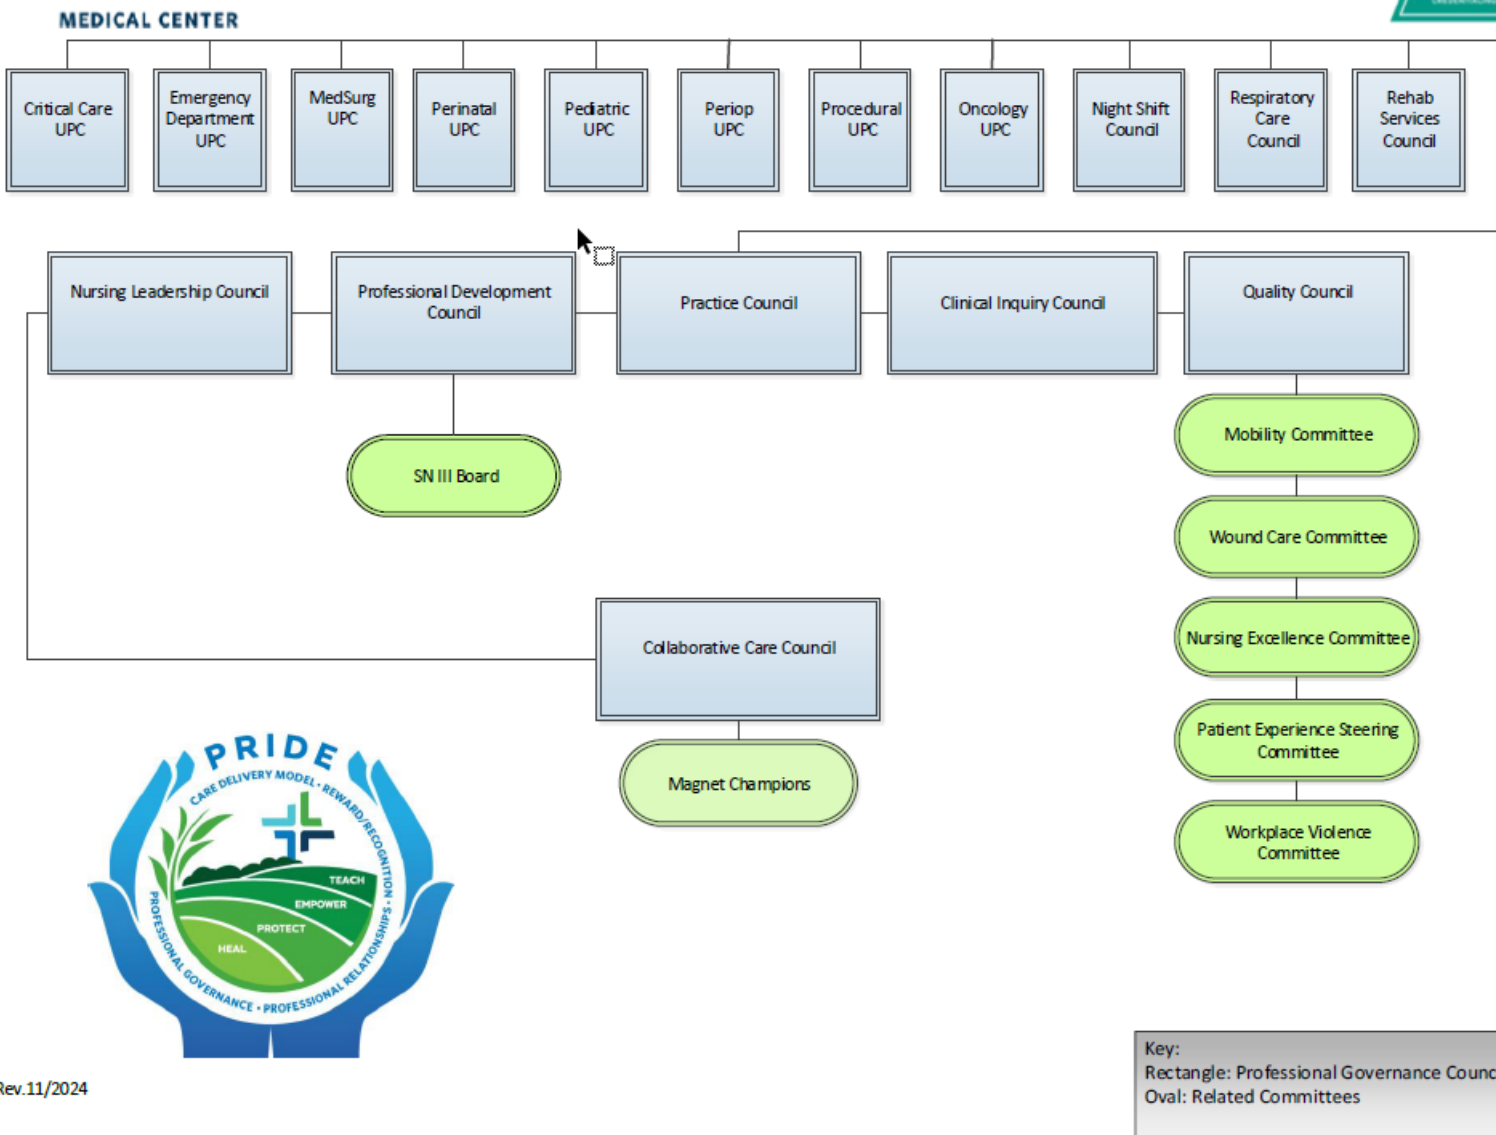 MEDICAL CENTER
CREDENTIALING
Critical Care
UPC
Emergency
Department
UPC
MedSurg
UPC
Perinatal
UPC
Pediatric
UPC
Periop
UPC
Procedural
UPC
Oncology
UPC
Night Shift
Council
Respiratory
Care
Council
Rehab
Services
Council
Nursing Leadership Council
Professional Development
Council
Practice Council
Clinical Inquiry Council
Quality Council
SN III Board
Mobility Committee
Wound Care Committee
Nursing Excellence Committee
Patient Experience Steering
Committee
Workplace Violence
Committee
Collaborative Care Council
Magnet Champions
PRIDE
CARE DELIVERY MODEL • REWARD/RECOGNITION •
PROFESSIONAL GOVERNANCE • PROFESSIONAL RELATIONSHIPS •
TEACH
EMPOWER
PROTECT
HEAL
Rev.11/2024
Key:
Rectangle: Professional Governance Counc
Oval: Related Committees